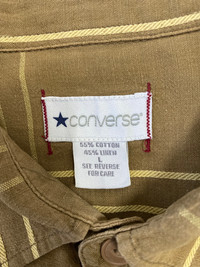 converse®
55% COTTON
45% LINEN
L
SEE REVERSE
FOR CARE